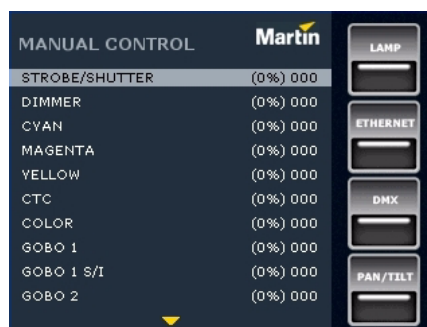 MANUAL CONTROL
Martin
STROBE/SHUTTER (0%) 000
DIMMER (0%) 000
CYAN (0%) 000
MAGENTA (0%) 000
YELLOW (0%) 000
CTC (0%) 000
COLOR (0%) 000
GOBO 1 (0%) 000
GOBO 1 S/I (0%) 000
GOBO 2 (0%) 000
LAMP
ETHERNET
DMX
PAN/TILT